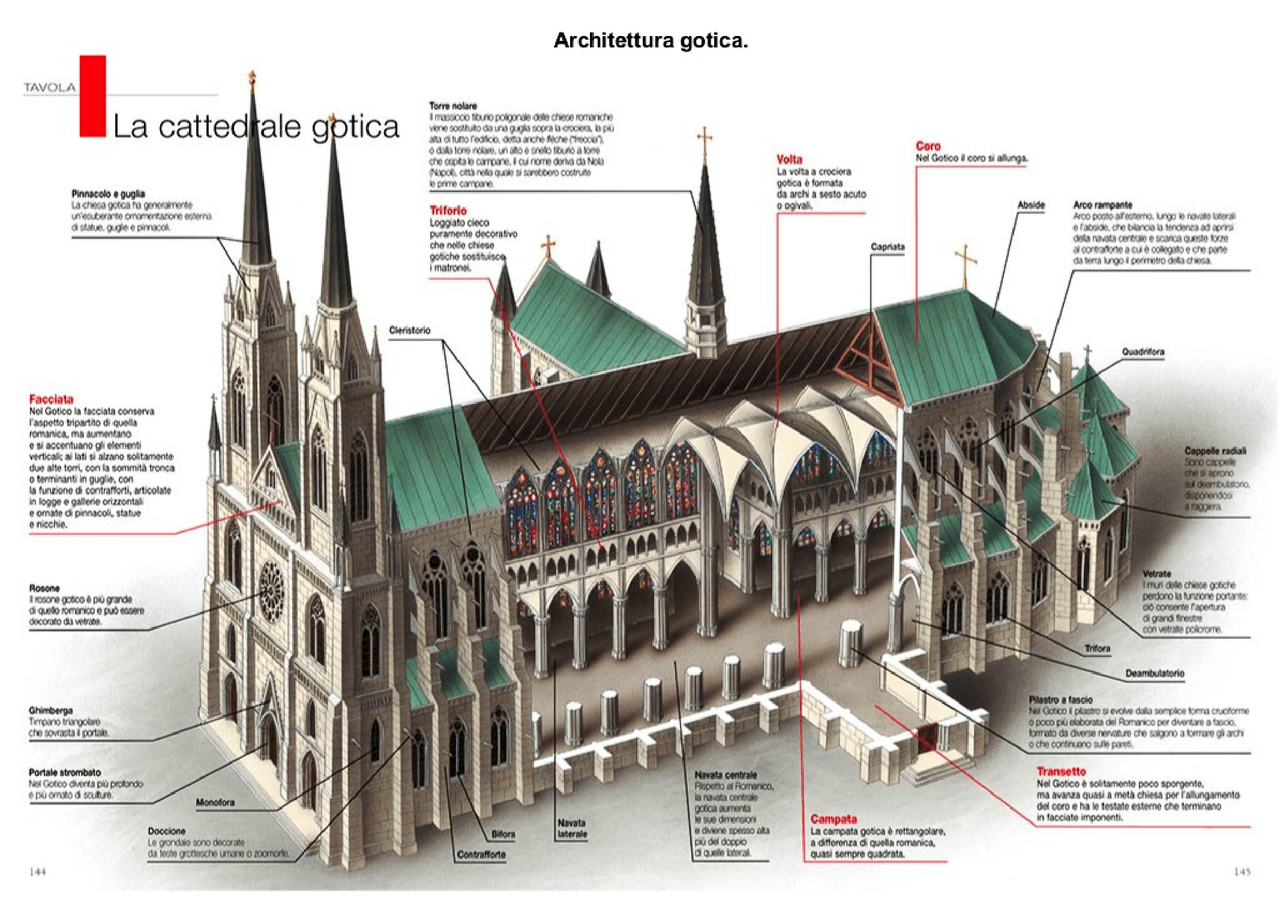 Architettura gotica.
TAVOLA
La cattedrale gotica
Torre nolare
Il massiccio tiburio poligonale delle chiese romaniche
viene sostituito da una guglia sopra la crociera, la più
alta di tutto l'edificio, detta anche flèche ("freccia"),
o dalla torre nolare, un alto e snello tiburio a torre
che ospita le campane, il cui nome deriva da Nola
(Napoli), città nella quale si sarebbero costruite
le prime campane.
Pinnacolo e guglia
La chiesa gotica ha generalmente
un'esuberante ornamentazione esterna
di statue, guglie e pinnacoli.
Triforio
Loggiato cieco
puramente decorativo
che nelle chiese
gotiche sostituisce
i matronei.
Volta
La volta a crociera
gotica è formata
da archi a sesto acuto
o ogivali.
Coro
Nel Gotico il coro si allunga.
Abside
Arco rampante
Arco posto all'esterno, lungo le navate laterali
e l'abside, che bilancia la tendenza ad aprirsi
della navata centrale e scarica queste forze
al contrafforte a cui è collegato e che parte
da terra lungo il perimetro della chiesa.
Capriata
Cleristorio
Quadrifora
Facciata
Nel Gotico la facciata conserva
l'aspetto tripartito di quella
romanica, ma aumentano
e si accentuano gli elementi
verticali; ai lati si alzano solitamente
due alte torri, con la sommità tronca
o terminanti in guglie, con
la funzione di contrafforti, articolate
in logge e gallerie orizzontali
e ornate di pinnacoli, statue
e nicchie.
Cappelle radiali
Sono cappelle
che si aprono
sul deambulatorio,
disponendosi
a raggiera.
Rosone
Il rosone gotico è più grande
di quello romanico e può essere
decorato da vetrate.
Vetrate
I muri delle chiese gotiche
perdono la funzione portante:
ciò consente l'apertura
di grandi finestre
con vetrate policrome.
Trifora
Deambulatorio
Ghimberga
Timpano triangolare
che sovrasta il portale.
Pilastro a fascio
Nel Gotico il pilastro si evolve dalla semplice forma cruciforme
o poco più elaborata del Romanico per diventare a fascio,
formato da diverse nervature che salgono a formare gli archi
o che continuano sulle pareti.
Portale strombato
Nel Gotico diventa più profondo
e più ornato di sculture.
Monofora
Doccione
Le grondaie sono decorate
da teste grottesche umane o zoomorfe.
Bifora
Contrafforte
Navata
laterale
Navata centrale
Rispetto al Romanico,
la navata centrale
gotica aumenta
le sue dimensioni
e diviene spesso alta
più del doppio
di quelle laterali.
Campata
La campata gotica è rettangolare,
a differenza di quella romanica,
quasi sempre quadrata.
Transetto
Nel Gotico è solitamente poco sporgente,
ma avanza quasi a metà chiesa per l'allungamento
del coro e ha le testate esterne che terminano
in facciate imponenti.
144
145